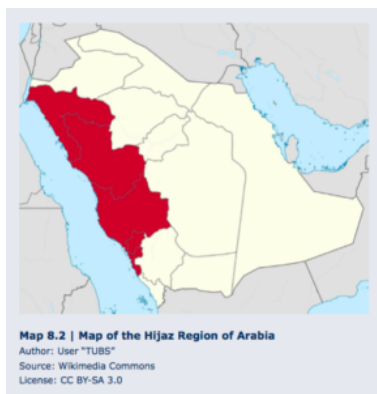 Map 8.2 | Map of the Hijaz Region of Arabia
Author: User "TUBS"
Source: Wikimedia Commons
License: CC BY-SA 3.0